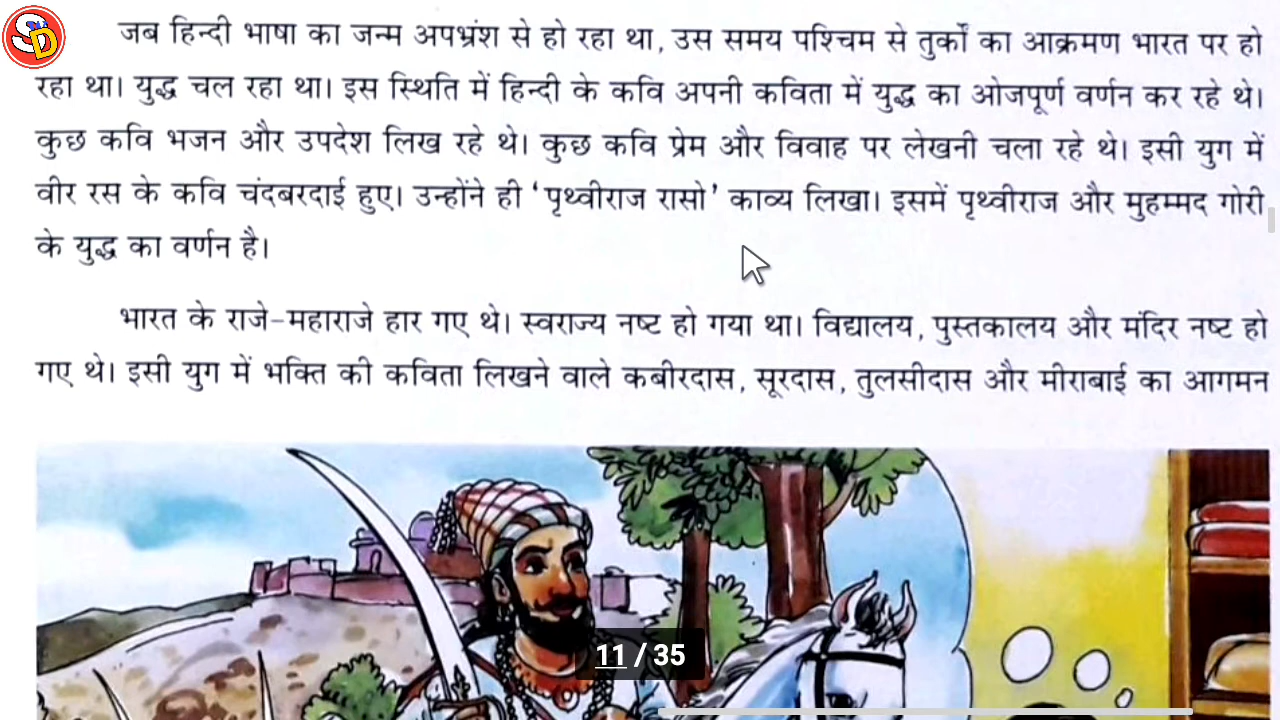 SD
जब हिन्दी भाषा का जन्म अपभ्रंश से हो रहा था, उस समय पश्चिम से तुर्कों का आक्रमण भारत पर हो
रहा था। युद्ध चल रहा था। इस स्थिति में हिन्दी के कवि अपनी कविता में युद्ध का ओजपूर्ण वर्णन कर रहे थे।
कुछ कवि भजन और उपदेश लिख रहे थे। कुछ कवि प्रेम और विवाह पर लेखनी चला रहे थे। इसी युग में
वीर रस के कवि चंदबरदाई हुए। उन्होंने ही ‘पृथ्वीराज रासो’ काव्य लिखा। इसमें पृथ्वीराज और मुहम्मद गोरी
के युद्ध का वर्णन है।
भारत के राजे-महाराजे हार गए थे। स्वराज्य नष्ट हो गया था। विद्यालय, पुस्तकालय और मंदिर नष्ट हो
गए थे। इसी युग में भक्ति की कविता लिखने वाले कबीरदास, सूरदास, तुलसीदास और मीराबाई का आगमन
11 / 35